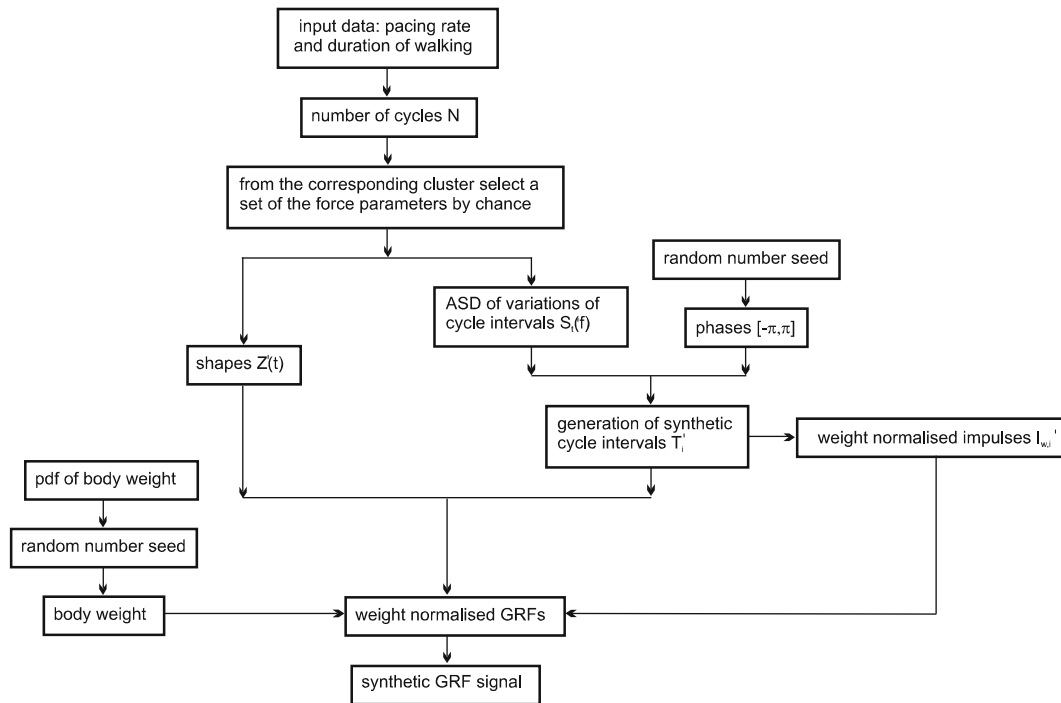 input data: pacing rate
and duration of walking
number of cycles N
from the corresponding cluster select a
set of the force parameters by chance
random number seed
ASD of variations of
cycle intervals Sₜ'(f)
phases [-π,π]
shapes Z'(t)
generation of synthetic
cycle intervals Tᵢ'
weight normalised impulses I_w,i'
pdf of body weight
random number seed
body weight
weight normalised GRFs
synthetic GRF signal